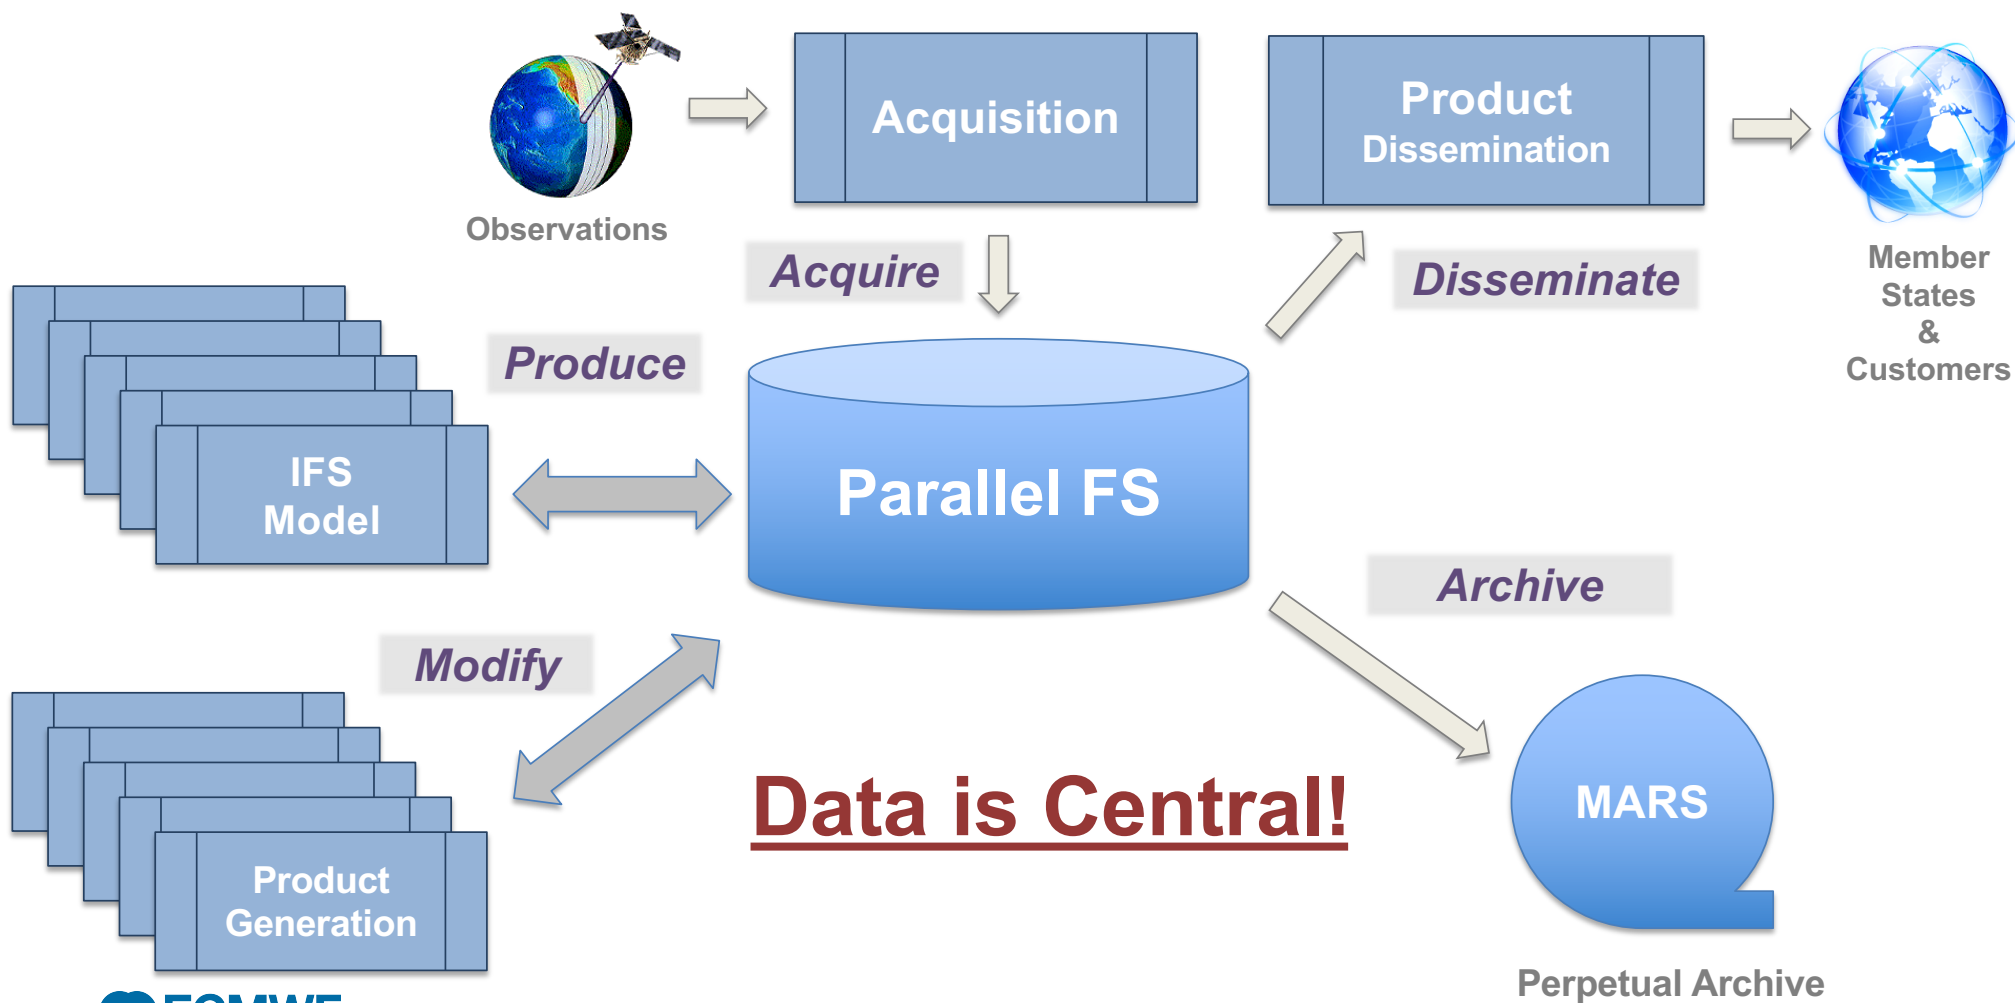 Observations
Acquisition
Product
Dissemination
Member
States
&
Customers
Acquire
Disseminate
Produce
IFS
Model
Parallel FS
Archive
Modify
Data is Central!
MARS
Product
Generation
Perpetual Archive
ECMWF